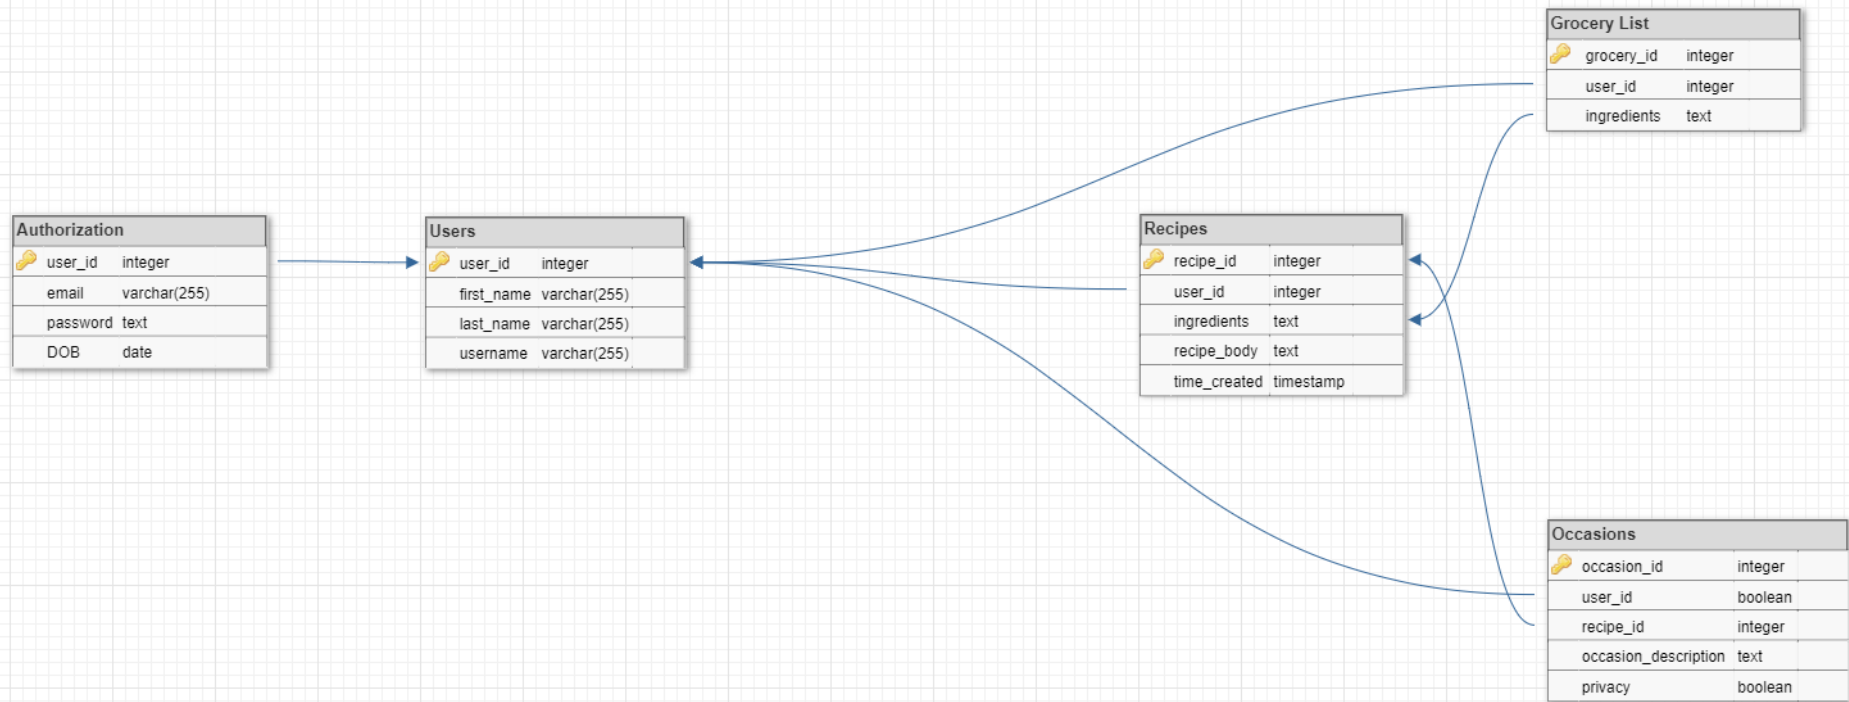 Grocery List
grocery_id integer
user_id integer
ingredients text
Authorization
user_id integer
email varchar(255)
password text
DOB date
Users
user_id integer
first_name varchar(255)
last_name varchar(255)
username varchar(255)
Recipes
recipe_id integer
user_id integer
ingredients text
recipe_body text
time_created timestamp
Occasions
occasion_id integer
user_id boolean
recipe_id integer
occasion_description text
privacy boolean